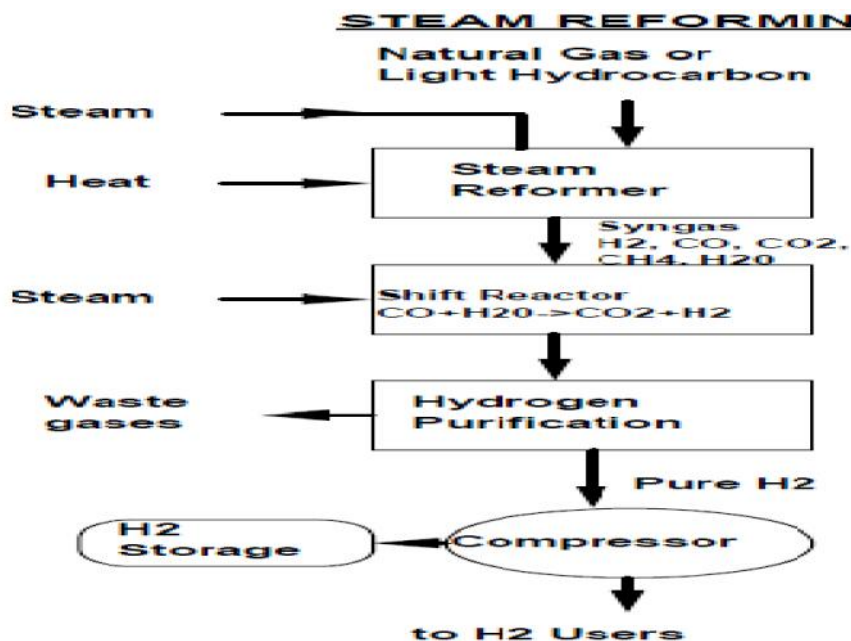 STEAM REFORMIN
Natural Gas or
Light Hydrocarbon
Steam
Heat
Steam
Reformer
Syngas
H2, CO, CO2,
CH4, H20
Steam
Shift Reactor
CO+H20->CO2+H2
Waste
gases
Hydrogen
Purification
Pure H2
H2
Storage
Compressor
to H2 Users